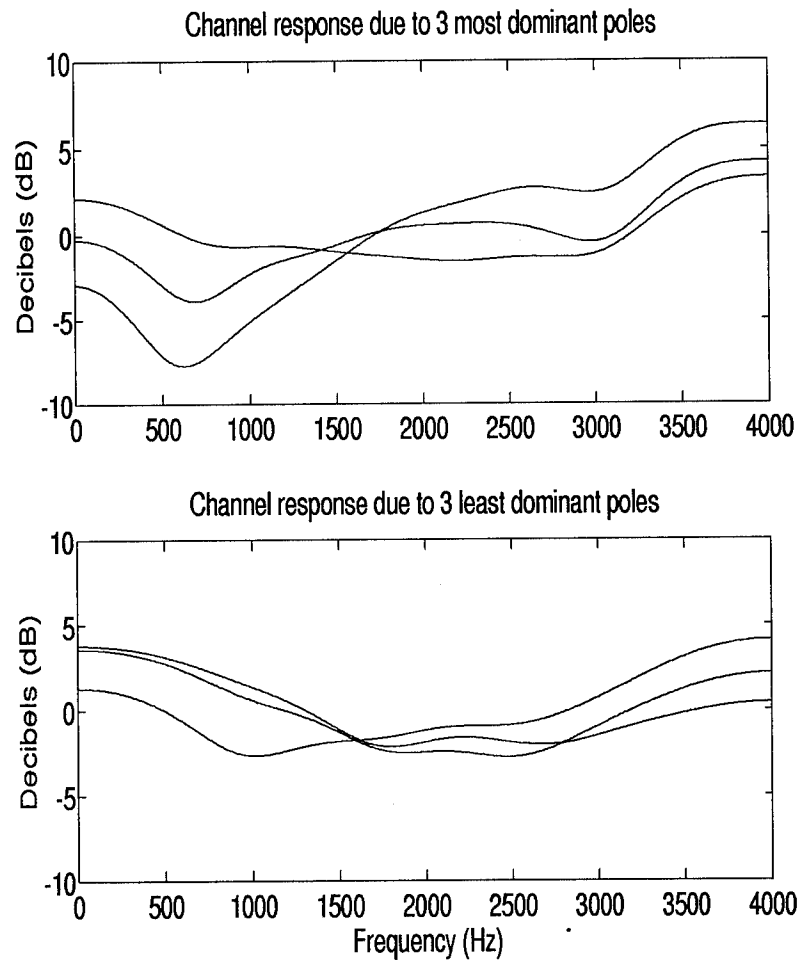 Channel response due to 3 most dominant poles
10
5
0
-5
-10
Decibels (dB)
0 500 1000 1500 2000 2500 3000 3500 4000
Channel response due to 3 least dominant poles
10
5
0
-5
-10
Decibels (dB)
0 500 1000 1500 2000 2500 3000 3500 4000
Frequency (Hz)